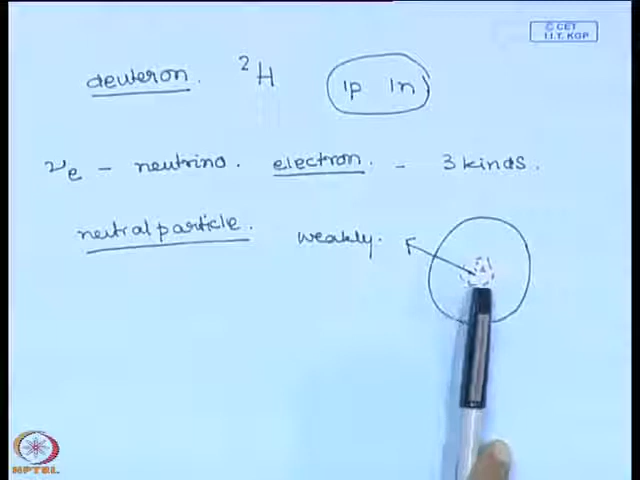 © CET
I.I.T. KGP
deuteron. ²H 1p 1n
νe - neutrino. electron. - 3 kinds.
neutral particle. weakly.
NPTEL